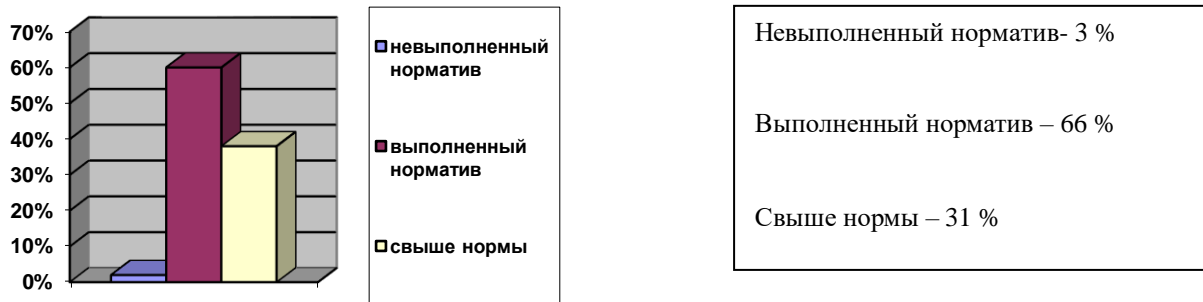 70%
60%
50%
40%
30%
20%
10%
0%
невыполненный
норматив
выполненный
норматив
свыше нормы
Невыполненный норматив- 3 %
Выполненный норматив – 66 %
Свыше нормы – 31 %